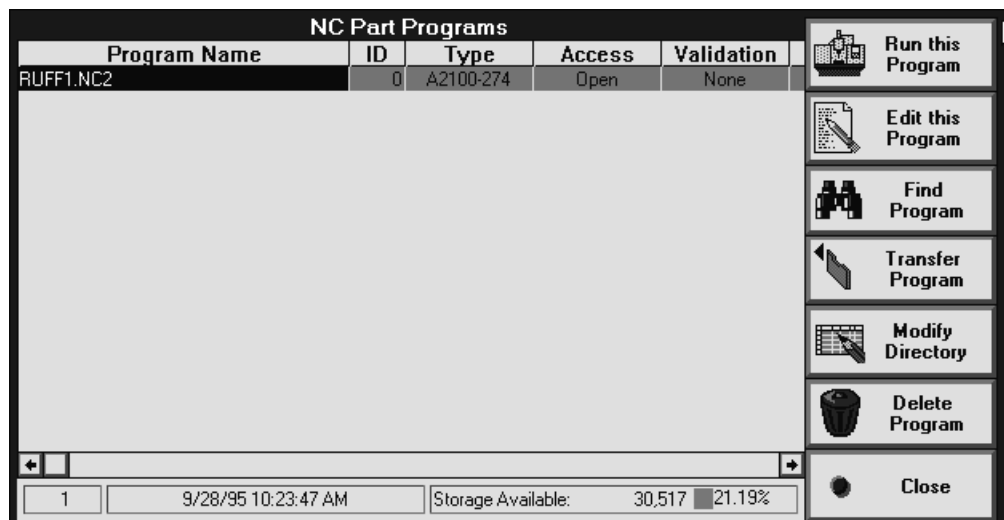 NC Part Programs
Program Name ID Type Access Validation
RUFF1.NC2 0 A2100-274 Open None
1 9/28/95 10:23:47 AM Storage Available: 30,517 21.19%
Run this
Program
Edit this
Program
Find
Program
Transfer
Program
Modify
Directory
Delete
Program
Close